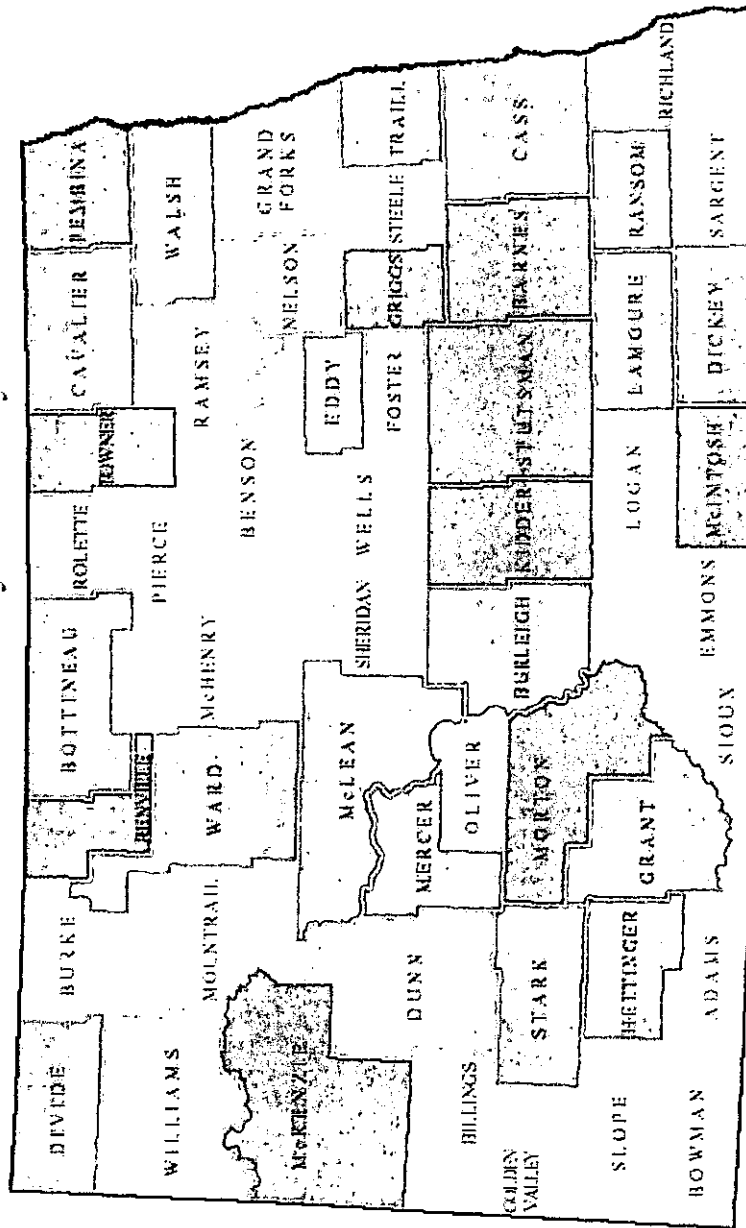 DEVIDE
BURKE
RENVILLE
BOTTINEAU
ROLETTE
TOWNER
CAVALIER
PEMBINA
WILLIAMS
MOUNTRAIL
WARD
McHENRY
PIERCE
RAMSEY
WALSH
BENSON
NELSON
GRAND
FORKS
McKENZIE
McLEAN
SHERIDAN
WELLS
EDDY
FOSTER
GRIGGS
STEELE
TRAILL
DUNN
MERCER
OLIVER
BILLINGS
GOLDEN
VALLEY
STARK
MORTON
BURLEIGH
KIDDER
STUTSMAN
BARNES
CASS
SLOPE
HETTINGER
GRANT
LOGAN
LAMOURE
RANSOM
RICHLAND
BOWMAN
ADAMS
SIOUX
EMMONS
McINTOSH
DICKEY
SARGENT